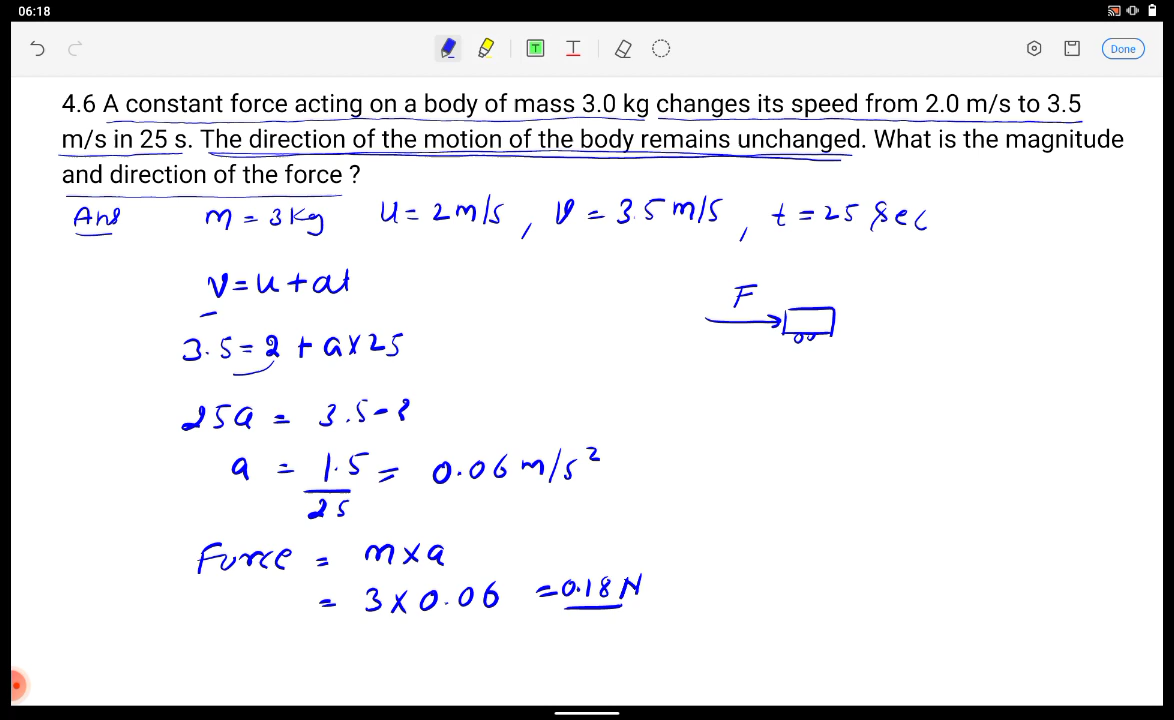 06:18
Done
4.6 A constant force acting on a body of mass 3.0 kg changes its speed from 2.0 m/s to 3.5
m/s in 25 s. The direction of the motion of the body remains unchanged. What is the magnitude
and direction of the force ?
Ans m = 3 Kg u = 2 m/s , v = 3.5 m/s , t = 25 sec
v = u + at
F
3.5 = 2 + a x 25
25a = 3.5 - 2
a = 1.5 = 0.06 m/s²
25
Force = m x a
= 3 x 0.06 = 0.18 N